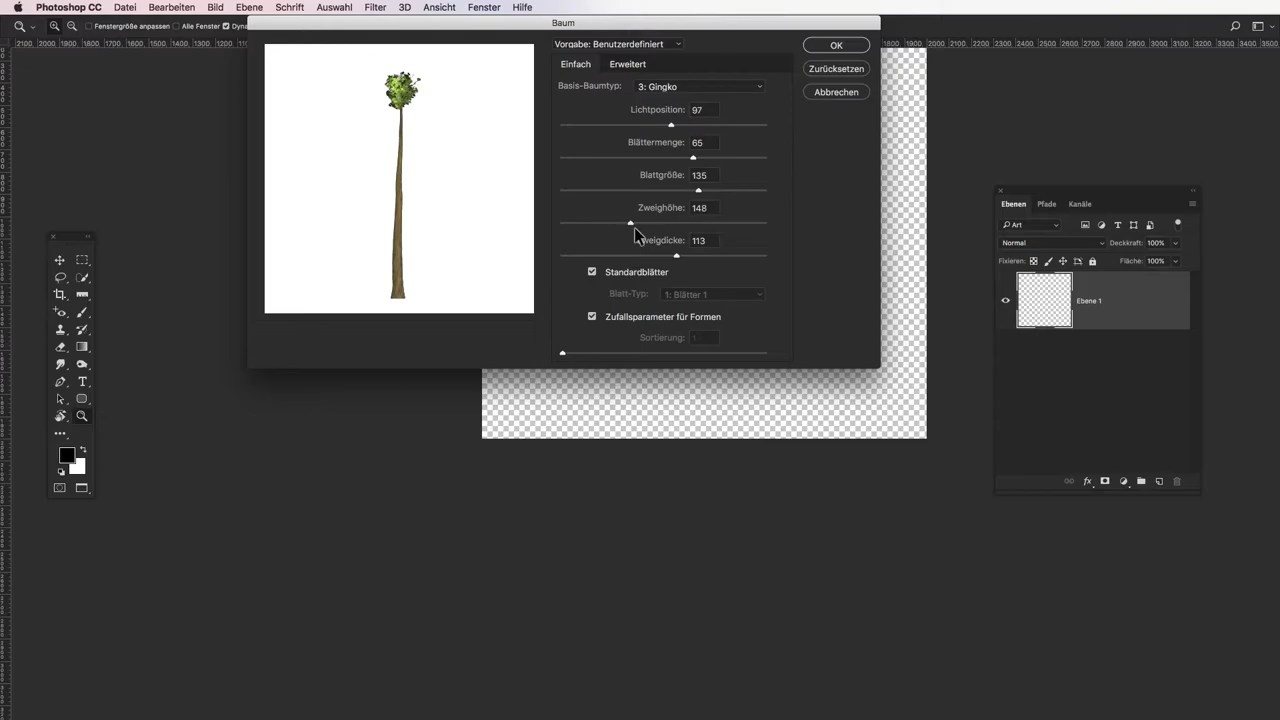 Photoshop CC Datei Bearbeiten Bild Ebene Schrift Auswahl Filter 3D Ansicht Fenster Hilfe
Fenstergröße anpassen Alle Fenster
Baum
Vorgabe: Benutzerdefiniert
OK
Einfach Erweitert
Zurücksetzen
Basis-Baumtyp: 3: Gingko
Abbrechen
Lichtposition: 97
Blättermenge: 65
Blattgröße: 135
Zweighöhe: 148
weigdicke: 113
Standardblätter
Blatt-Typ: 1: Blätter 1
Zufallsparameter für Formen
Sortierung: 1
Ebenen Pfade Kanäle
Art
Normal Deckkraft: 100%
Fixieren: Fläche: 100%
Ebene 1